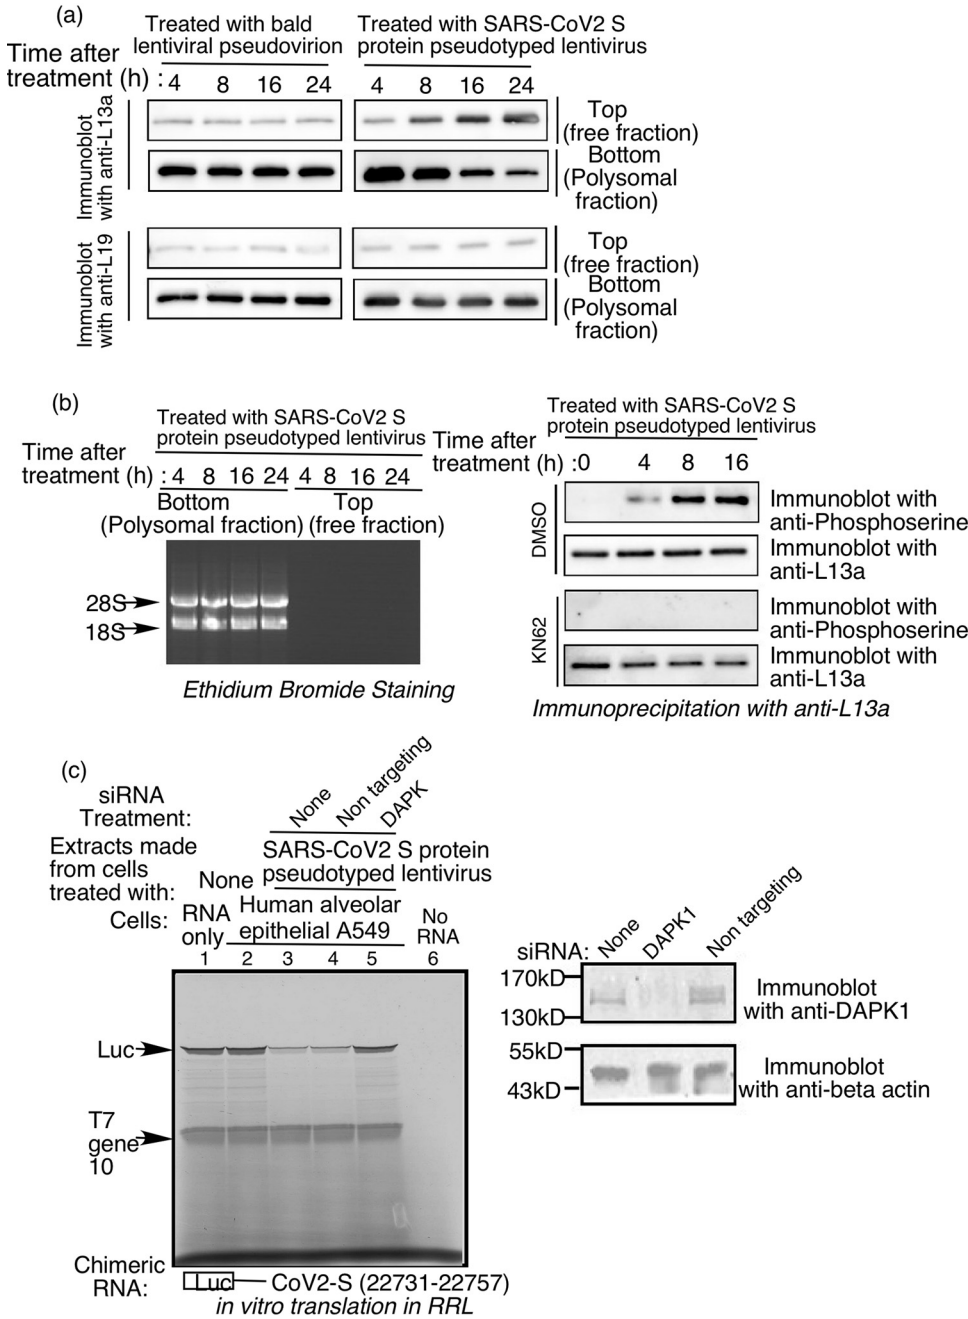 (a)
Treated with bald
lentiviral pseudovirion
Treated with SARS-CoV2 S
protein pseudotyped lentivirus
Time after
treatment (h) : 4 8 16 24 4 8 16 24
Immunoblot
with anti-L13a
Top
(free fraction)
Bottom
(Polysomal
fraction)
Immunoblot
with anti-L19
Top
(free fraction)
Bottom
(Polysomal
fraction)
(b)
Treated with SARS-CoV2 S
protein pseudotyped lentivirus
Time after
treatment (h) : 4 8 16 24 4 8 16 24
Bottom
(Polysomal fraction)
Top
(free fraction)
28S
18S
Ethidium Bromide Staining
Treated with SARS-CoV2 S
protein pseudotyped lentivirus
Time after
treatment (h) :0 4 8 16
DMSO
Immunoblot with
anti-Phosphoserine
Immunoblot with
anti-L13a
KN62
Immunoblot with
anti-Phosphoserine
Immunoblot with
anti-L13a
Immunoprecipitation with anti-L13a
(c)
siRNA
Treatment:
None
Non targeting
DAPK
Extracts made
from cells
treated with:
None
SARS-CoV2 S protein
pseudotyped lentivirus
Cells:
RNA
only
Human alveolar
epithelial A549
No
RNA
1 2 3 4 5 6
Luc
T7
gene
10
Chimeric
RNA:
Luc
CoV2-S (22731-22757)
in vitro translation in RRL
siRNA:
None
DAPK1
Non targeting
170kD
130kD
Immunoblot
with anti-DAPK1
55kD
43kD
Immunoblot
with anti-beta actin